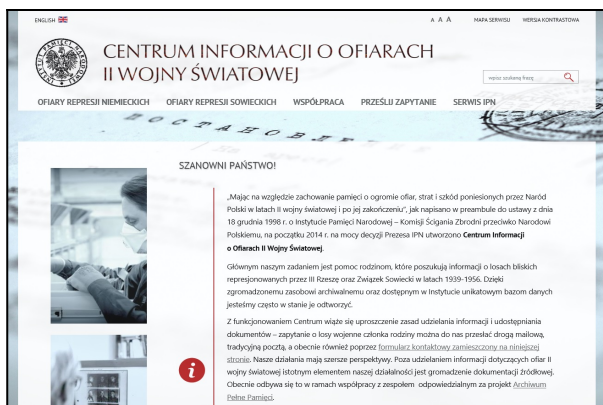 ENGLISH
A A A
MAPA SERWISU
WERSJA KONTRASTOWA
INSTYTUT PAMIĘCI NARODOWEJ
CENTRUM INFORMACJI O OFIARACH
II WOJNY ŚWIATOWEJ
wpisz szukaną frazę
OFIARY REPRESJI NIEMIECKICH
OFIARY REPRESJI SOWIECKICH
WSPÓŁPRACA
PRZEŚLIJ ZAPYTANIE
SERWIS IPN
SZANOWNI PAŃSTWO!
„Mając na względzie zachowanie pamięci o ogromie ofiar, strat i szkód poniesionych przez Naród
Polski w latach II wojny światowej i po jej zakończeniu”, jak napisano w preambule do ustawy z dnia
18 grudnia 1998 r. o Instytucie Pamięci Narodowej – Komisji Ścigania Zbrodni przeciwko Narodowi
Polskiemu, na początku 2014 r. na mocy decyzji Prezesa IPN utworzono Centrum Informacji
o Ofiarach II Wojny Światowej.
Głównym naszym zadaniem jest pomoc rodzinom, które poszukują informacji o losach bliskich
represjonowanych przez III Rzeszę oraz Związek Sowiecki w latach 1939-1956. Dzięki
zgromadzonemu zasobowi archiwalnemu oraz dostępnym w Instytucie unikatowym bazom danych
jesteśmy często w stanie je odtworzyć.
Z funkcjonowaniem Centrum wiąże się uproszczenie zasad udzielania informacji i udostępniania
dokumentów – zapytanie o losy wojenne członka rodziny można do nas przesłać drogą mailową,
tradycyjną pocztą, a obecnie również poprzez formularz kontaktowy zamieszczony na niniejszej
stronie. Nasze działania mają szersze perspektywy. Poza udzielaniem informacji dotyczących ofiar II
wojny światowej istotnym elementem naszej działalności jest gromadzenie dokumentacji źródłowej.
Obecnie odbywa się to w ramach współpracy z zespołem odpowiedzialnym za projekt Archiwum
Pełne Pamięci.